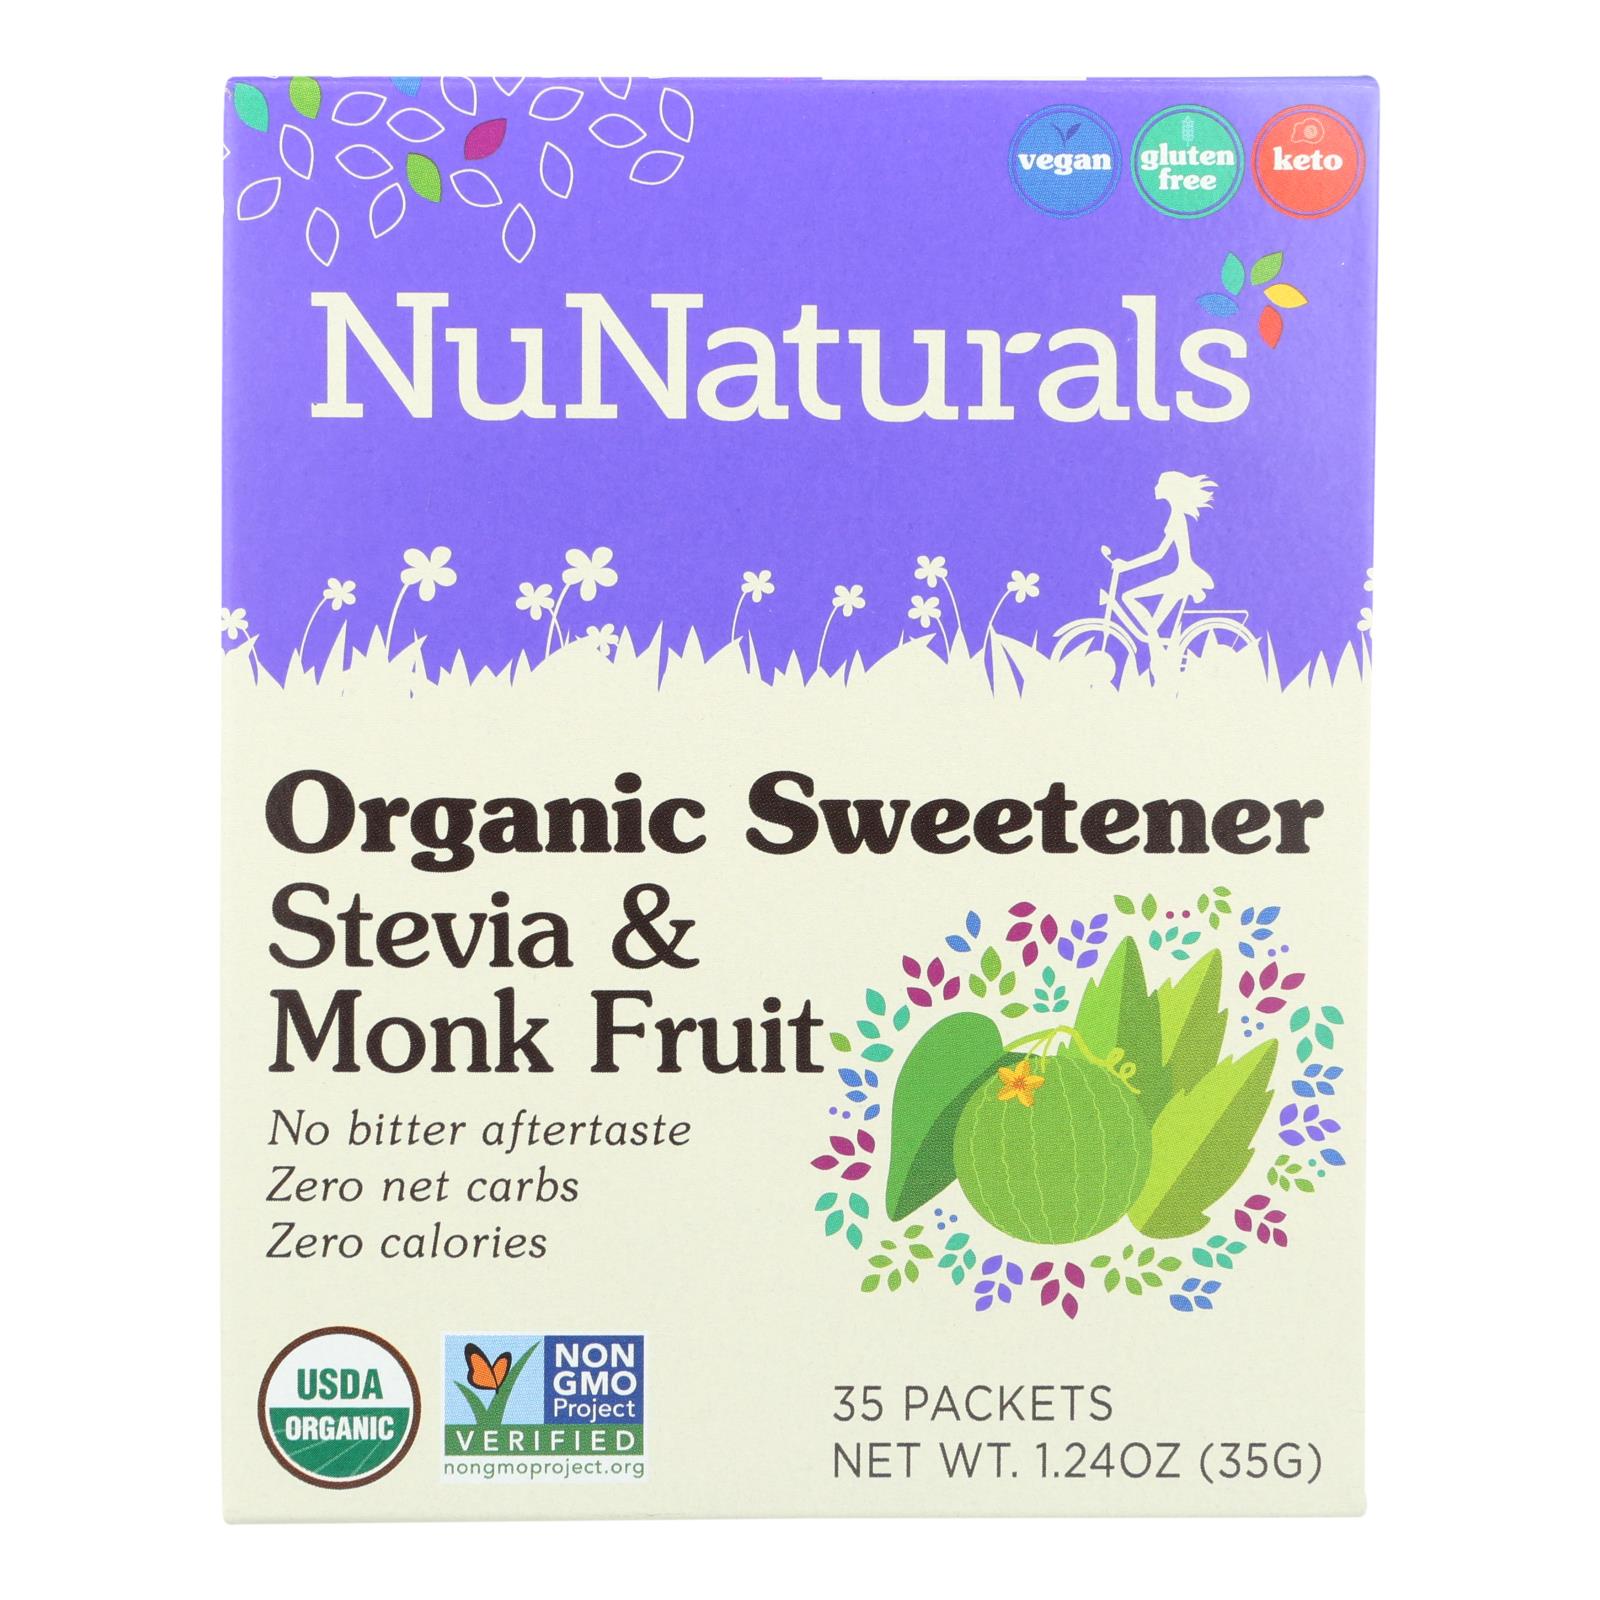 vegan
gluten
free
keto
NuNaturals
Organic Sweetener
Stevia &
Monk Fruit
No bitter aftertaste
Zero net carbs
Zero calories
USDA
ORGANIC
NON
GMO
Project
VERIFIED
nongmoproject.org
35 PACKETS
NET WT. 1.24OZ (35G)